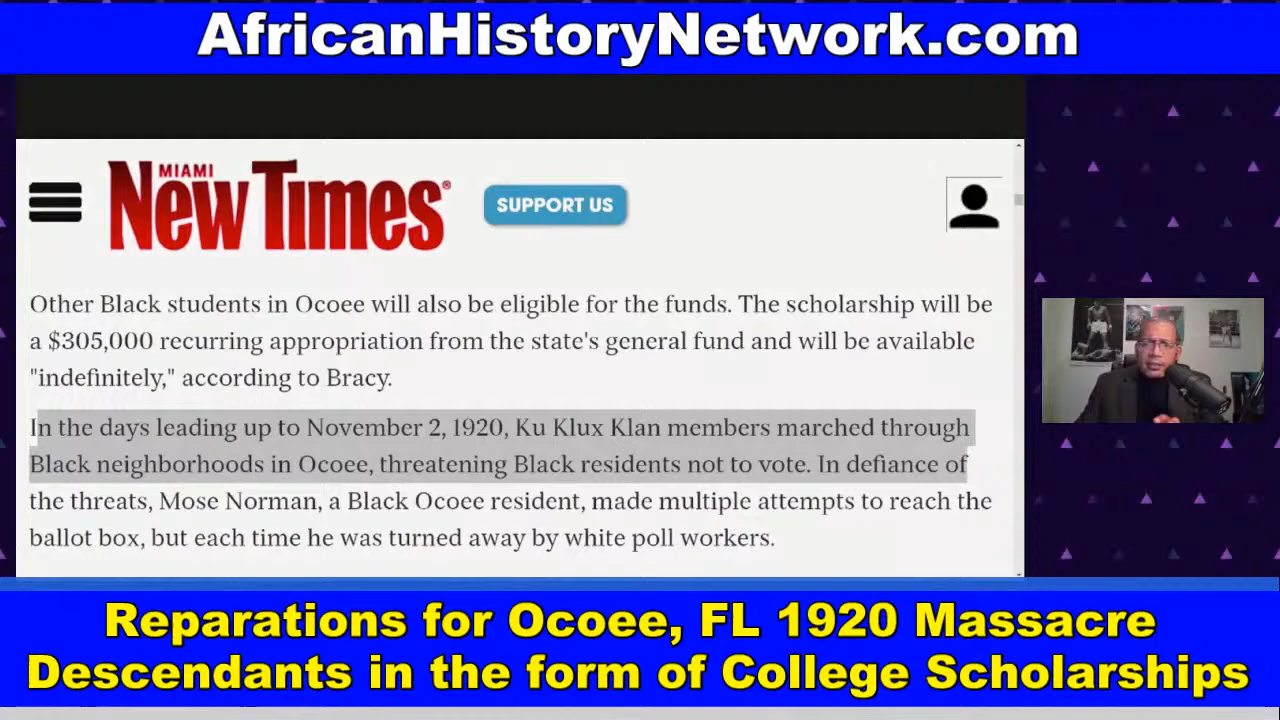 AfricanHistoryNetwork.com
MIAMI
New Times®
SUPPORT US
Other Black students in Ocoee will also be eligible for the funds. The scholarship will be
a $305,000 recurring appropriation from the state's general fund and will be available
"indefinitely," according to Bracy.
In the days leading up to November 2, 1920, Ku Klux Klan members marched through
Black neighborhoods in Ocoee, threatening Black residents not to vote. In defiance of
the threats, Mose Norman, a Black Ocoee resident, made multiple attempts to reach the
ballot box, but each time he was turned away by white poll workers.
Reparations for Ocoee, FL 1920 Massacre
Descendants in the form of College Scholarships